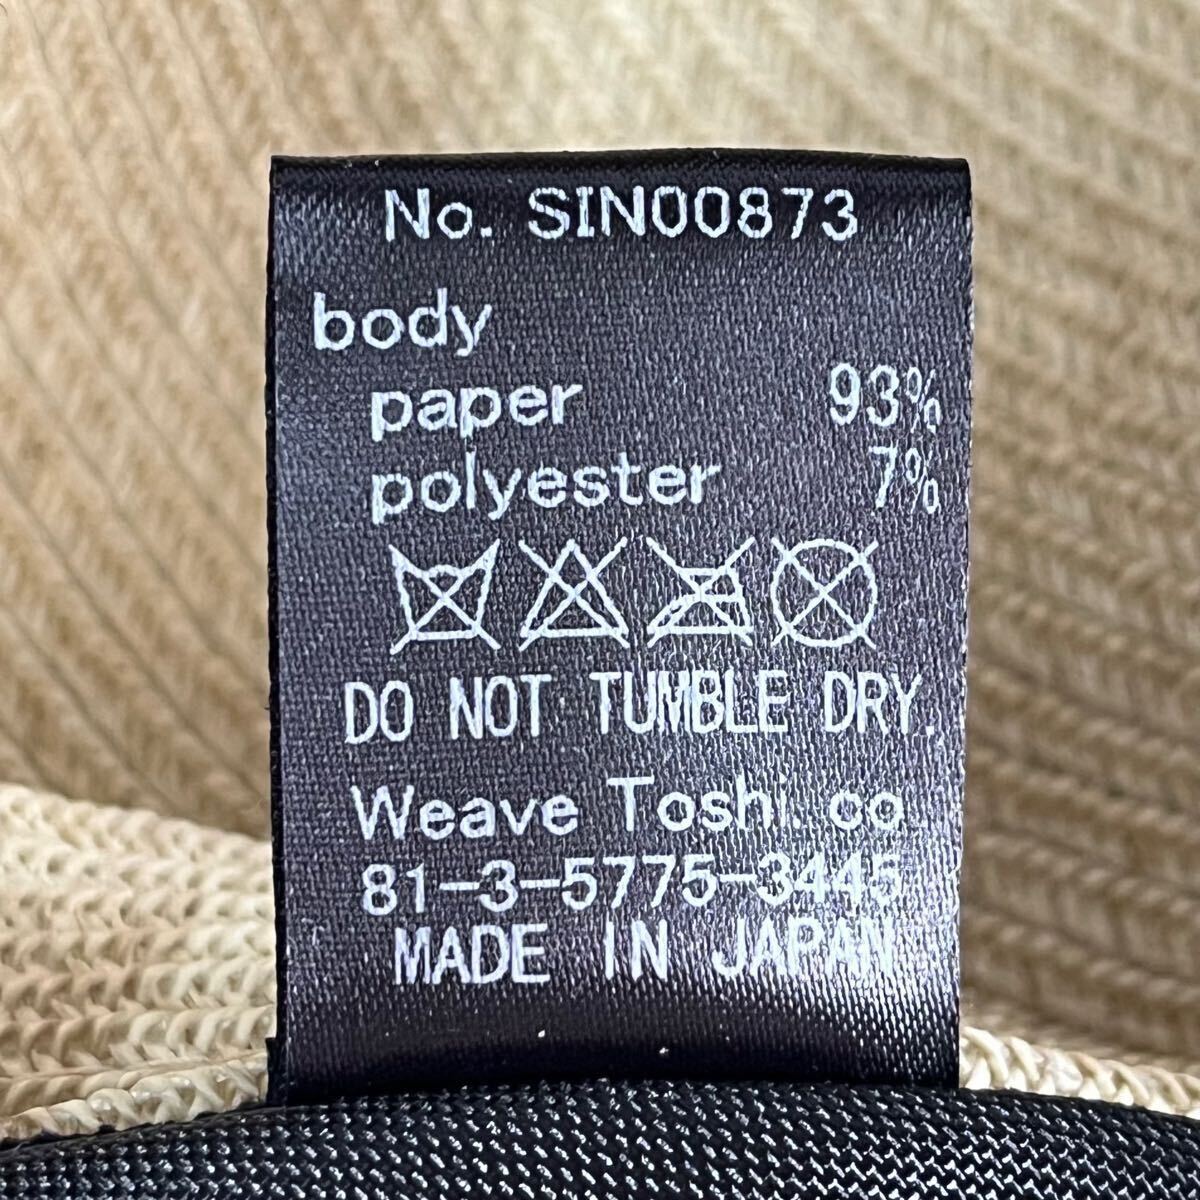 No. SIN00873
body
paper 93%
polyester 7%
DO NOT TUMBLE DRY.
Weave Toshi. co
81-3-5775-3445
MADE IN JAPAN